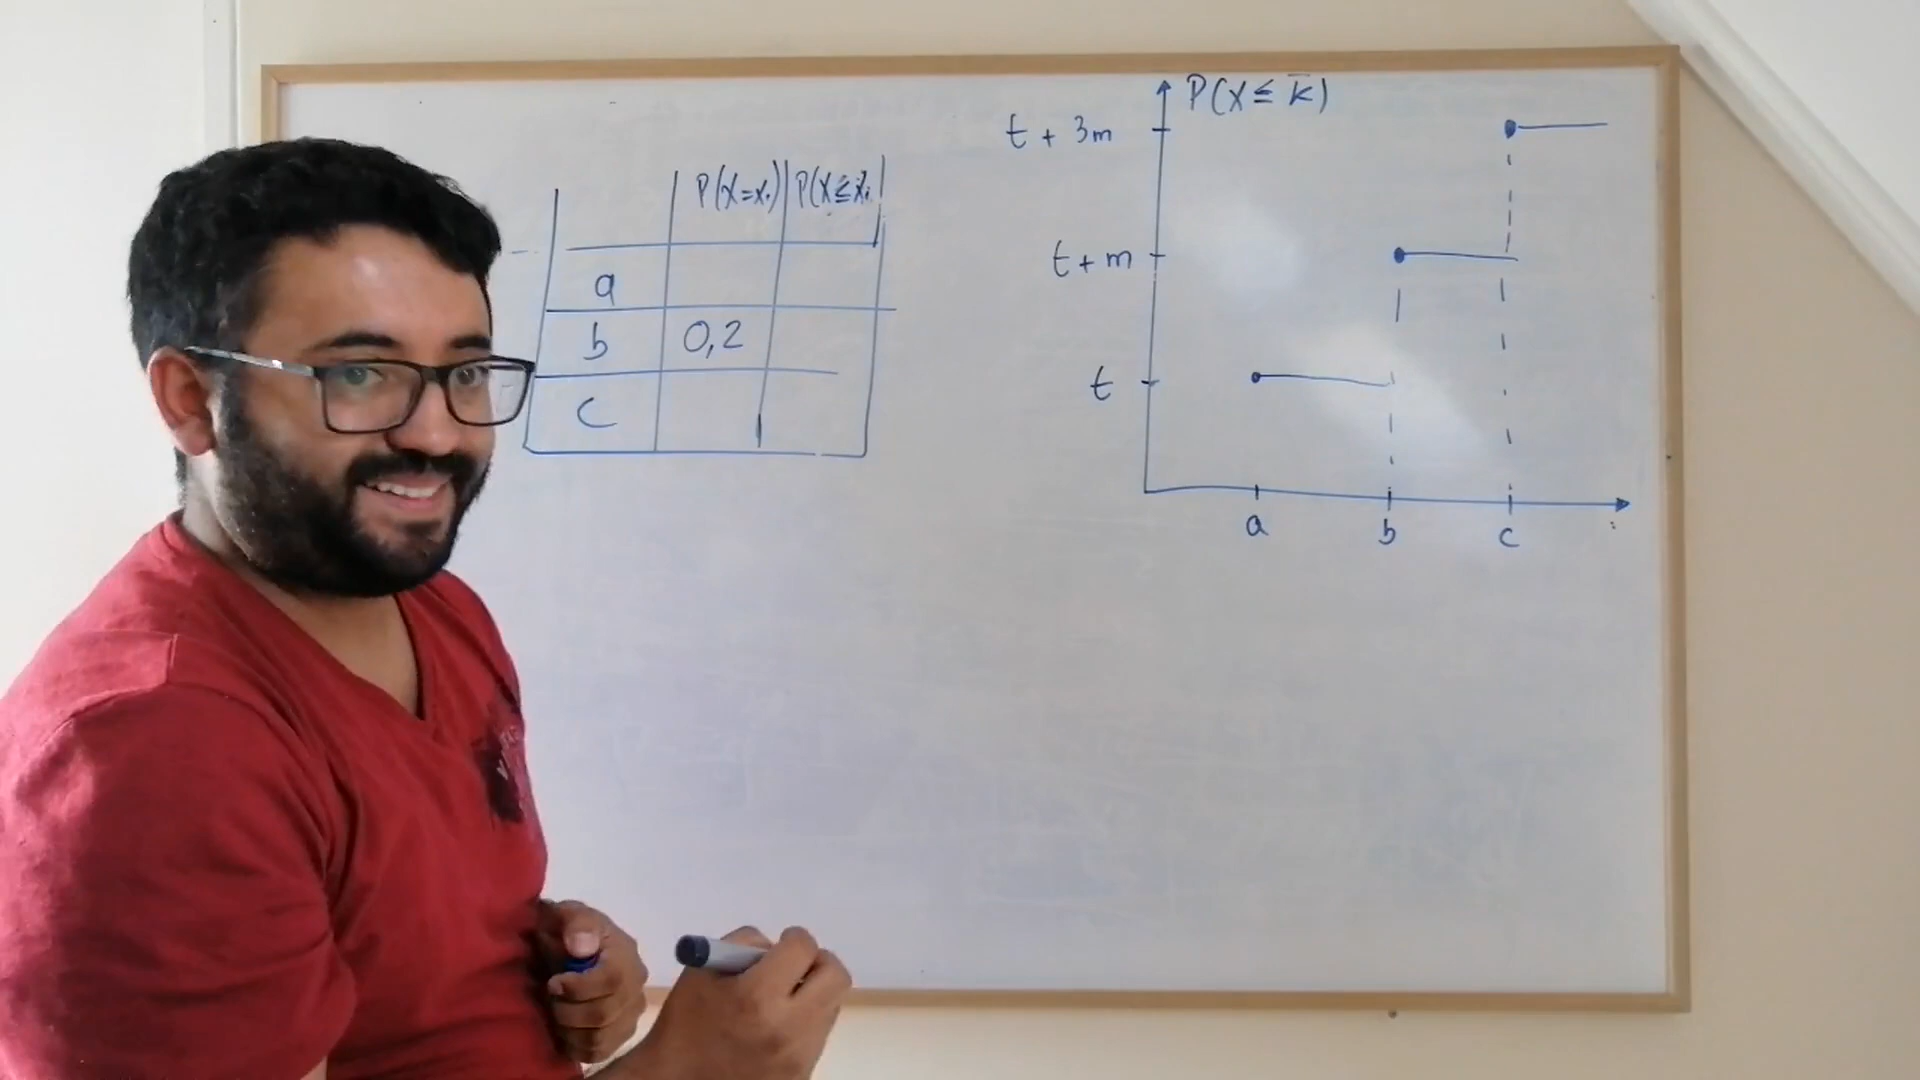 P(X=xi) P(X≤xi
a
b 0,2
c
P(X≤k)
t + 3m
t + m
t
a b c